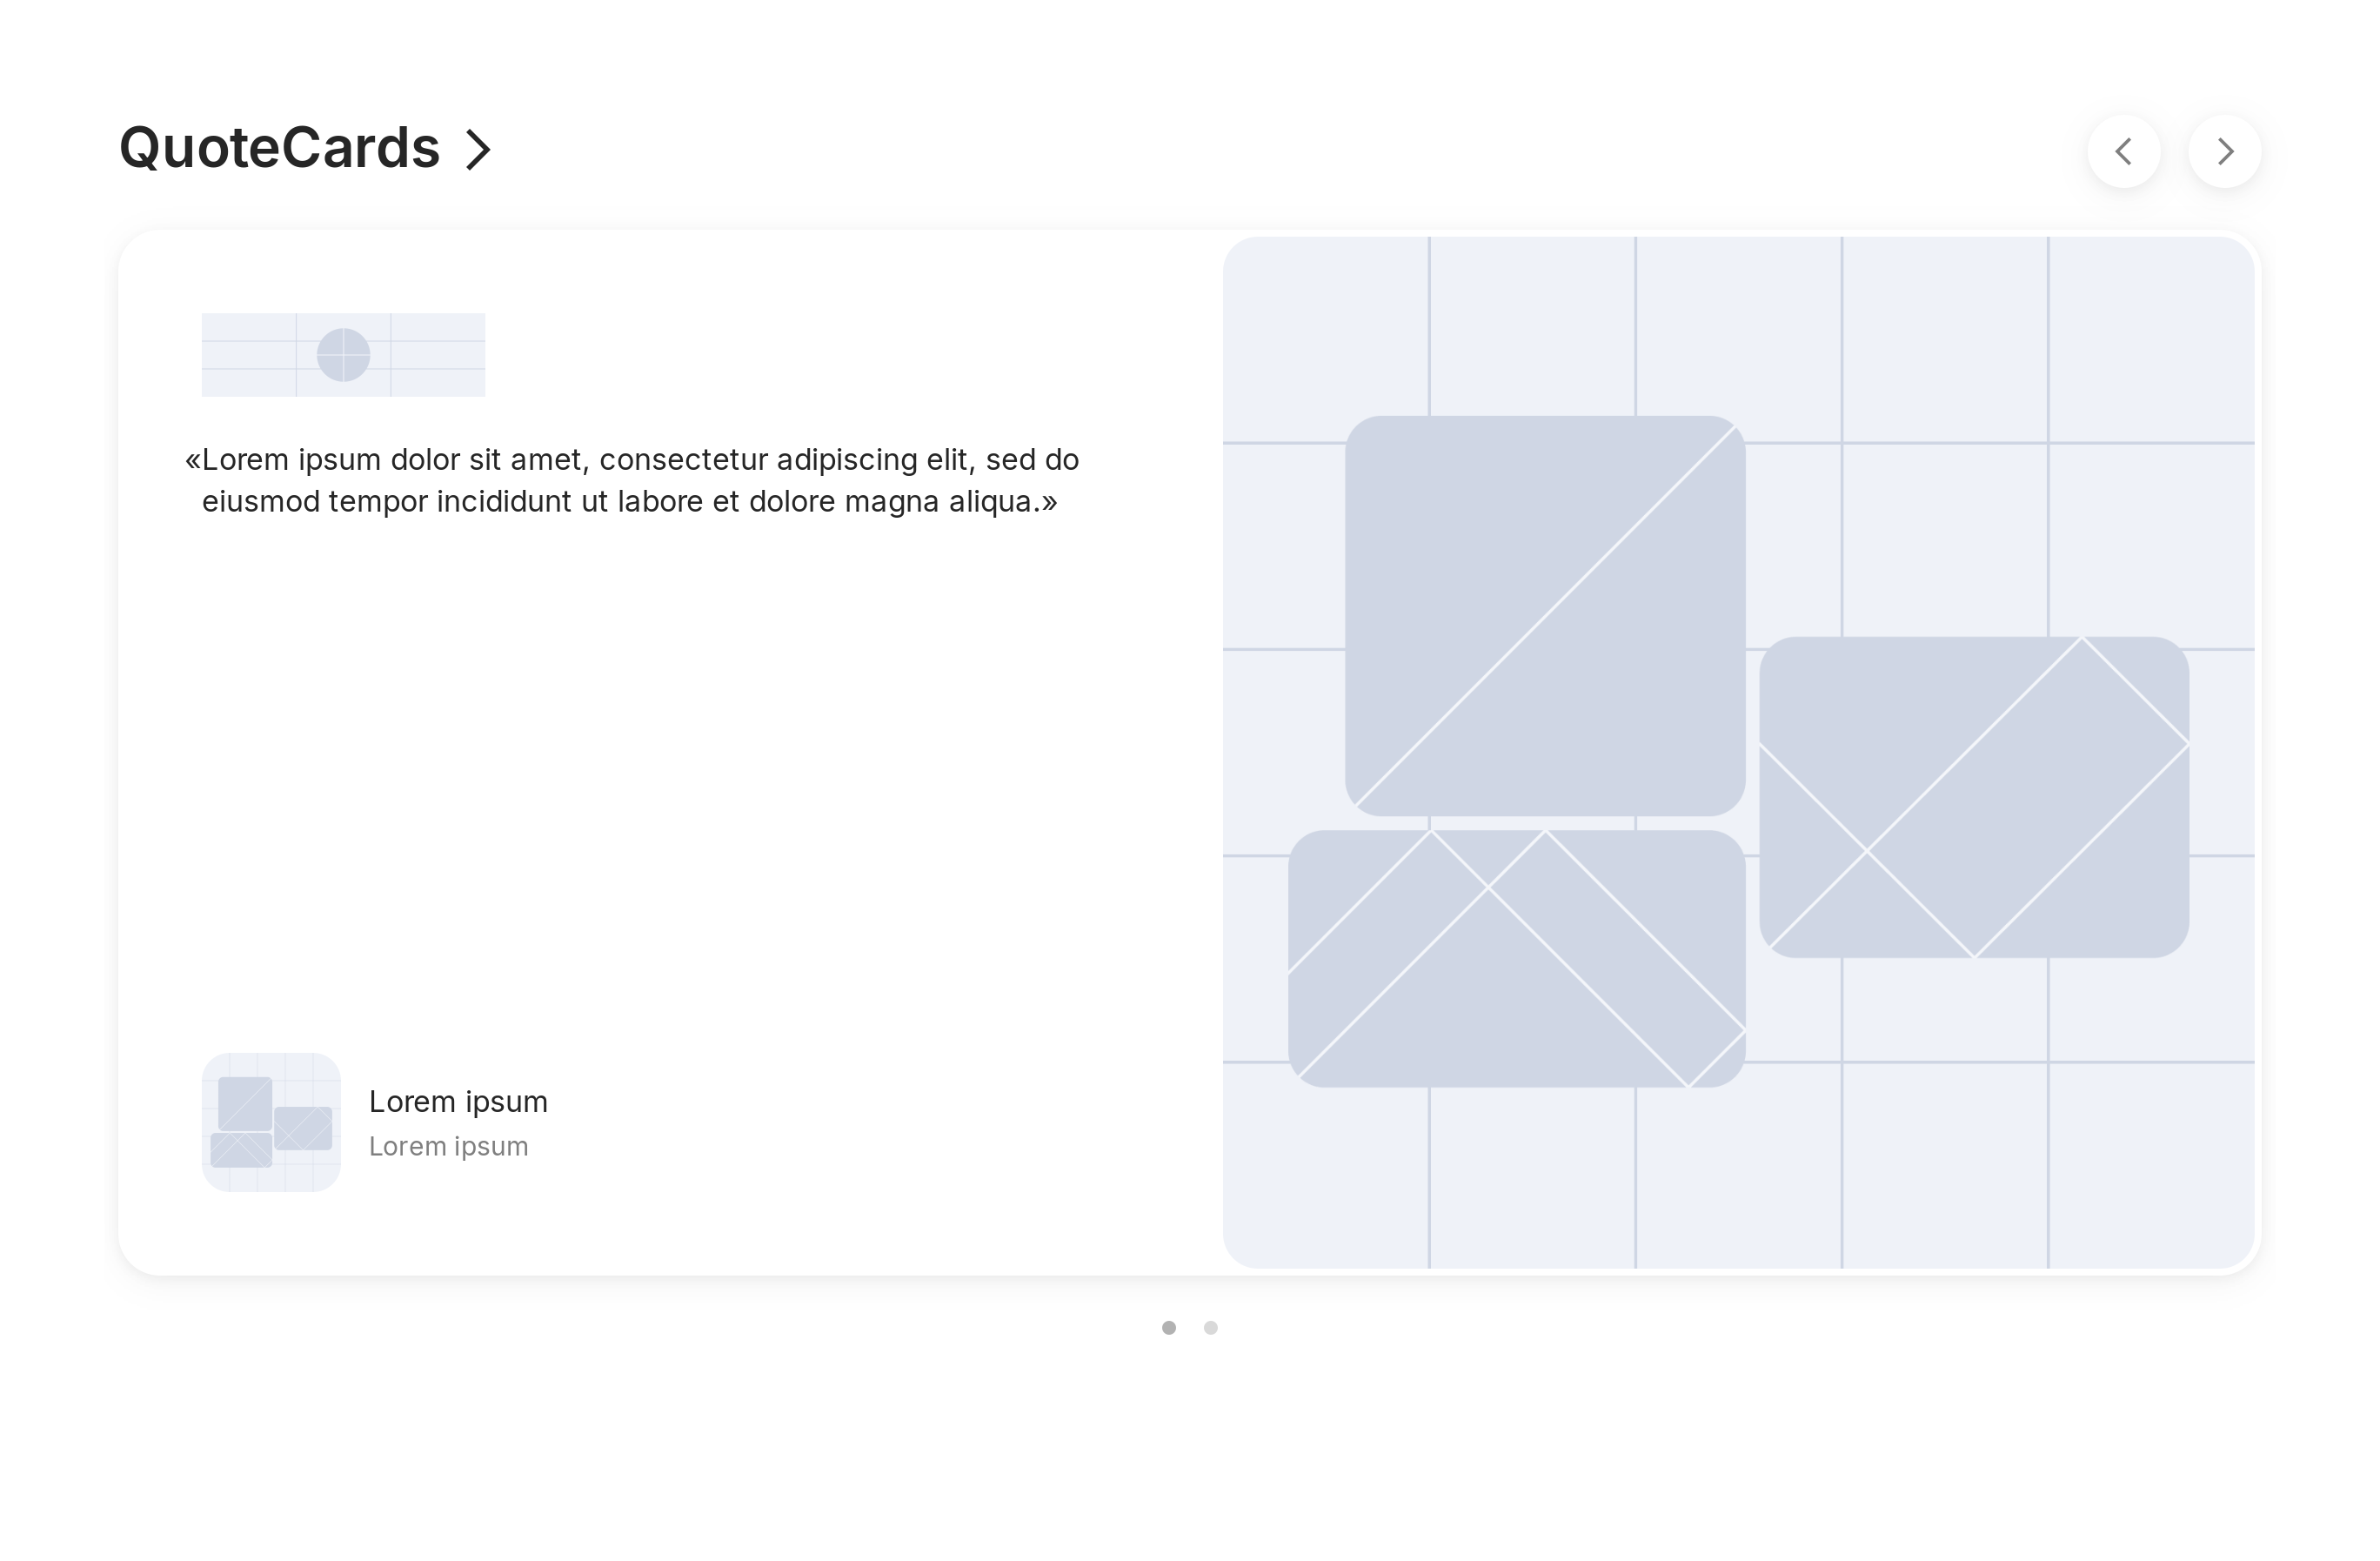 QuoteCards
«Lorem ipsum dolor sit amet, consectetur adipiscing elit, sed do
eiusmod tempor incididunt ut labore et dolore magna aliqua.»
Lorem ipsum
Lorem ipsum